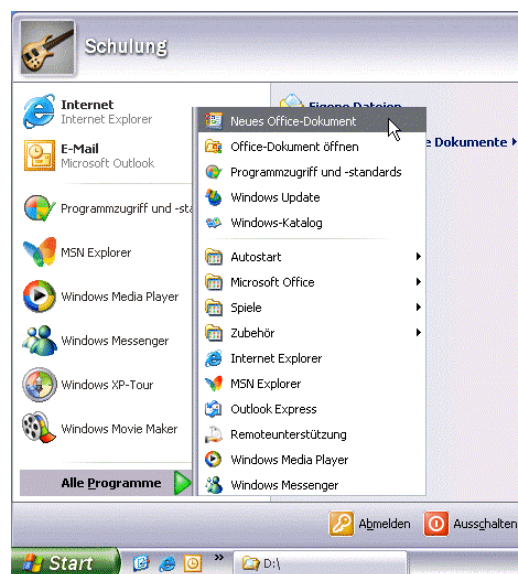 Schulung
Internet
Internet Explorer
E-Mail
Microsoft Outlook
Programmzugriff und -sta
MSN Explorer
Windows Media Player
Windows Messenger
Windows XP-Tour
Windows Movie Maker
Alle Programme
Eigene Dateien
e Dokumente
Neues Office-Dokument
Office-Dokument öffnen
Programmzugriff und -standards
Windows Update
Windows-Katalog
Autostart
Microsoft Office
Spiele
Zubehör
Internet Explorer
MSN Explorer
Outlook Express
Remoteunterstützung
Windows Media Player
Windows Messenger
Abmelden
Ausschalten
Start
»
D:\